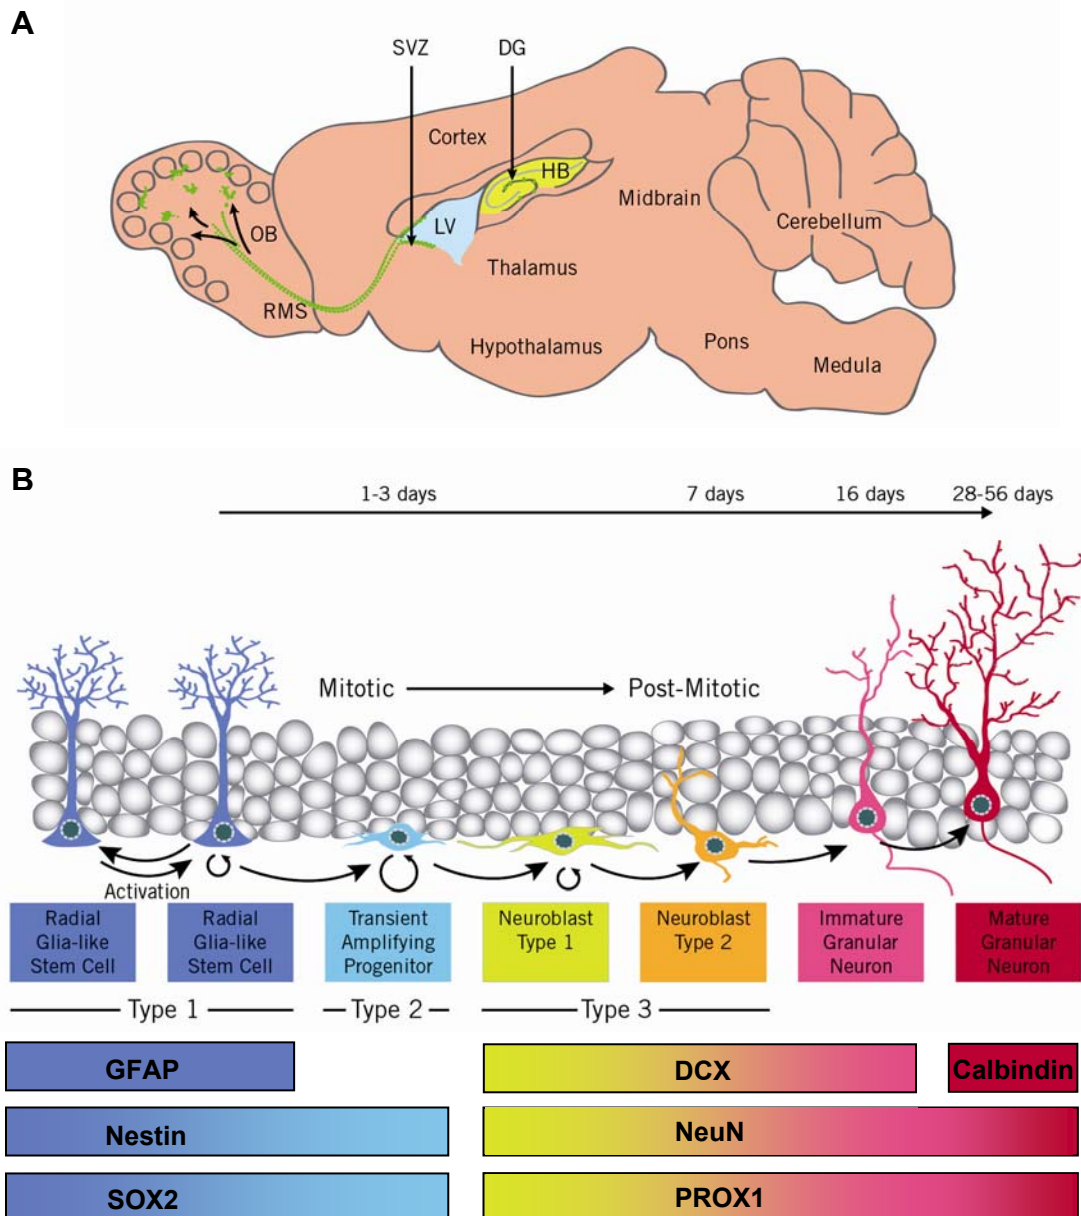 A
SVZ
DG
Cortex
HB
Midbrain
LV
OB
Cerebellum
Thalamus
RMS
Hypothalamus
Pons
Medula
B
1-3 days
7 days
16 days
28-56 days
Mitotic
Post-Mitotic
Activation
Radial
Glia-like
Stem Cell
Radial
Glia-like
Stem Cell
Transient
Amplifying
Progenitor
Neuroblast
Type 1
Neuroblast
Type 2
Immature
Granular
Neuron
Mature
Granular
Neuron
Type 1
Type 2
Type 3
GFAP
DCX
Calbindin
Nestin
NeuN
SOX2
PROX1